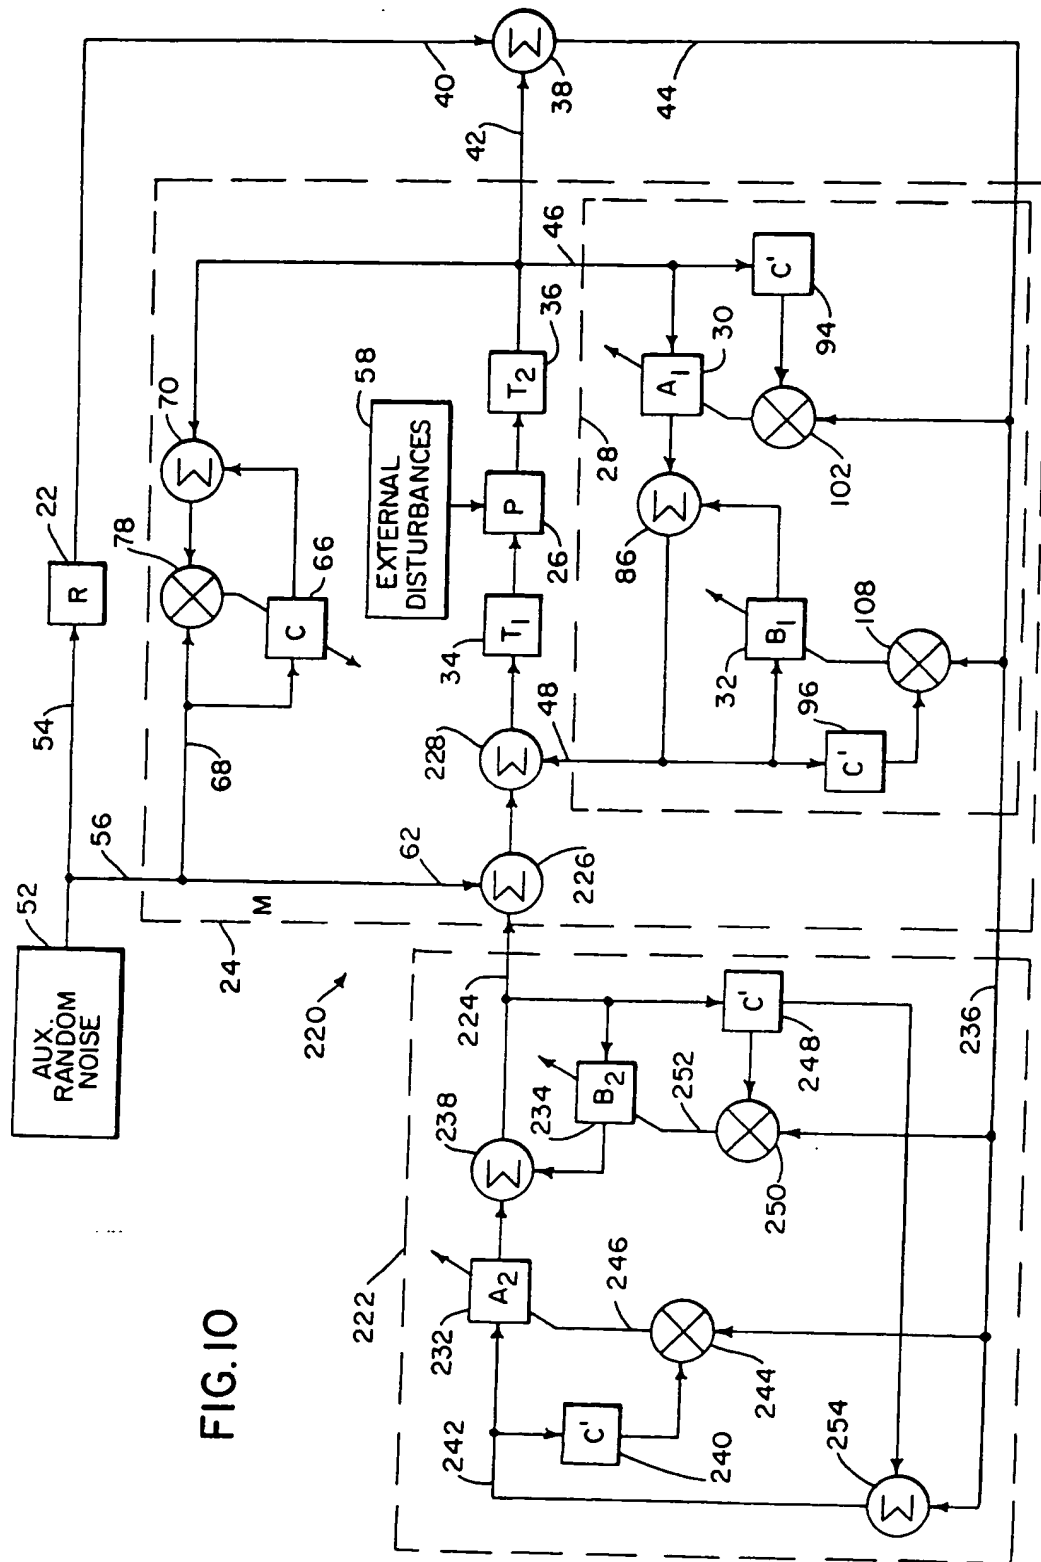 FIG.10
52
AUX.
RANDOM
NOISE
54
22
R
40
Σ
38
44
42
56
68
M
24
62
78
70
Σ
66
C
58
EXTERNAL
DISTURBANCES
220
224
226
Σ
228
Σ
34
T1
P
26
T2
36
46
48
28
86
Σ
A1
30
C'
94
102
32
B1
108
96
C'
222
232
A2
238
Σ
234
B2
252
250
C'
248
236
242
C'
240
246
244
254
Σ